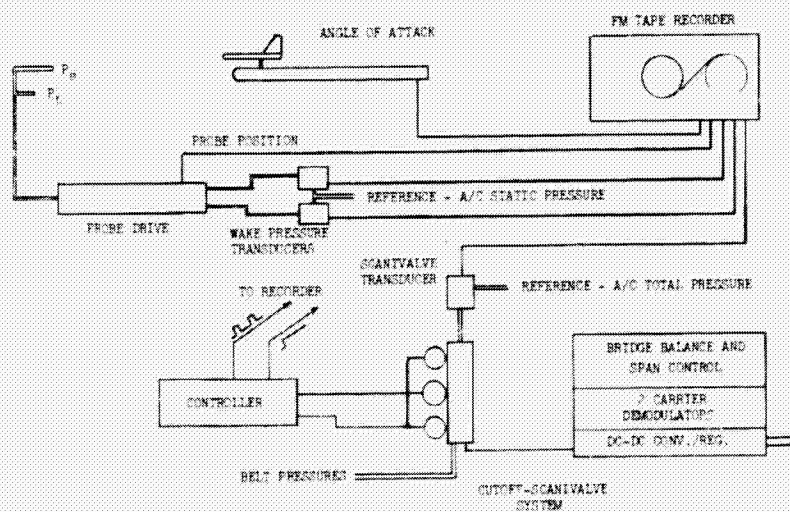 FM TAPE RECORDER
ANGLE OF ATTACK
PROBE POSITION
REFERENCE - A/C STATIC PRESSURE
PROBE DRIVE
WAKE PRESSURE
TRANSDUCERS
SCANIVALVE
TRANSDUCER
TO RECORDER
REFERENCE - A/C TOTAL PRESSURE
BRIDGE BALANCE AND
SPAN CONTROL
CONTROLLER
2 CARRIER
DEMODULATORS
DC-DC CONV./REG.
BELT PRESSURES
CUTOFF-SCANIVALVE
SYSTEM